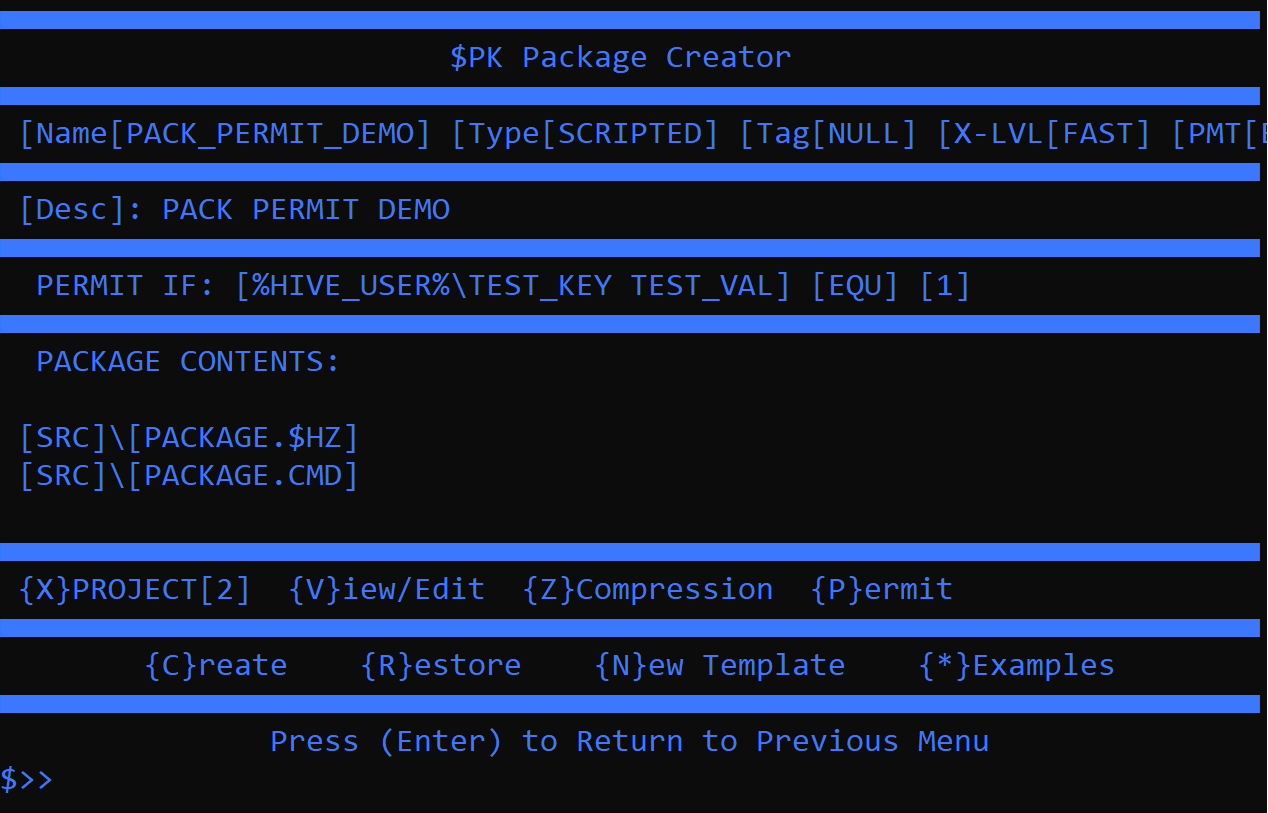 $PK Package Creator
[Name[PACK_PERMIT_DEMO] [Type[SCRIPTED] [Tag[NULL] [X-LVL[FAST] [PMT[
[Desc]: PACK PERMIT DEMO
PERMIT IF: [%HIVE_USER%\TEST_KEY TEST_VAL] [EQU] [1]
PACKAGE CONTENTS:
[SRC]\[PACKAGE.$HZ]
[SRC]\[PACKAGE.CMD]
{X}PROJECT[2] {V}iew/Edit {Z}Compression {P}ermit
{C}reate {R}estore {N}ew Template {*}Examples
Press (Enter) to Return to Previous Menu
$>>